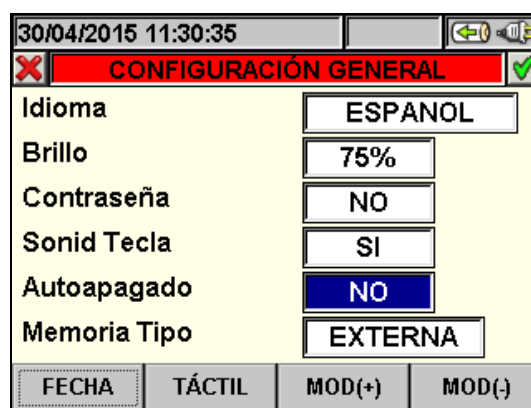 30/04/2015 11:30:35
CONFIGURACIÓN GENERAL
Idioma ESPANOL
Brillo 75%
Contraseña NO
Sonid Tecla SI
Autoapagado NO
Memoria Tipo EXTERNA
FECHA TÁCTIL MOD(+) MOD(-)